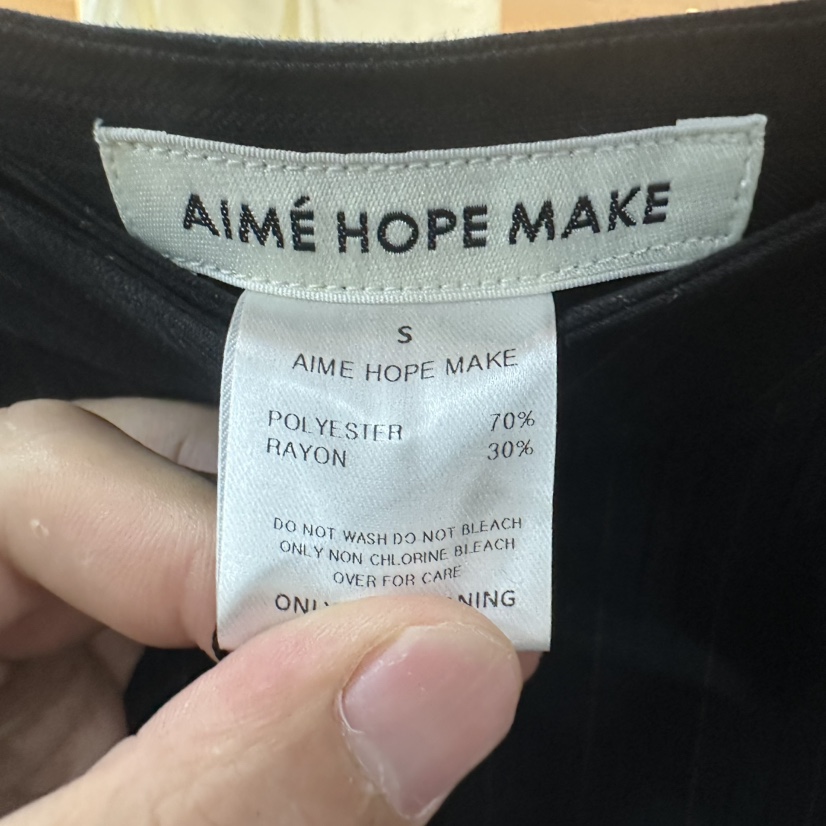 AIMÉ HOPE MAKE
S
AIME HOPE MAKE
POLYESTER 70%
RAYON 30%
DO NOT WASH DO NOT BLEACH
ONLY NON CHLORINE BLEACH
OVER FOR CARE